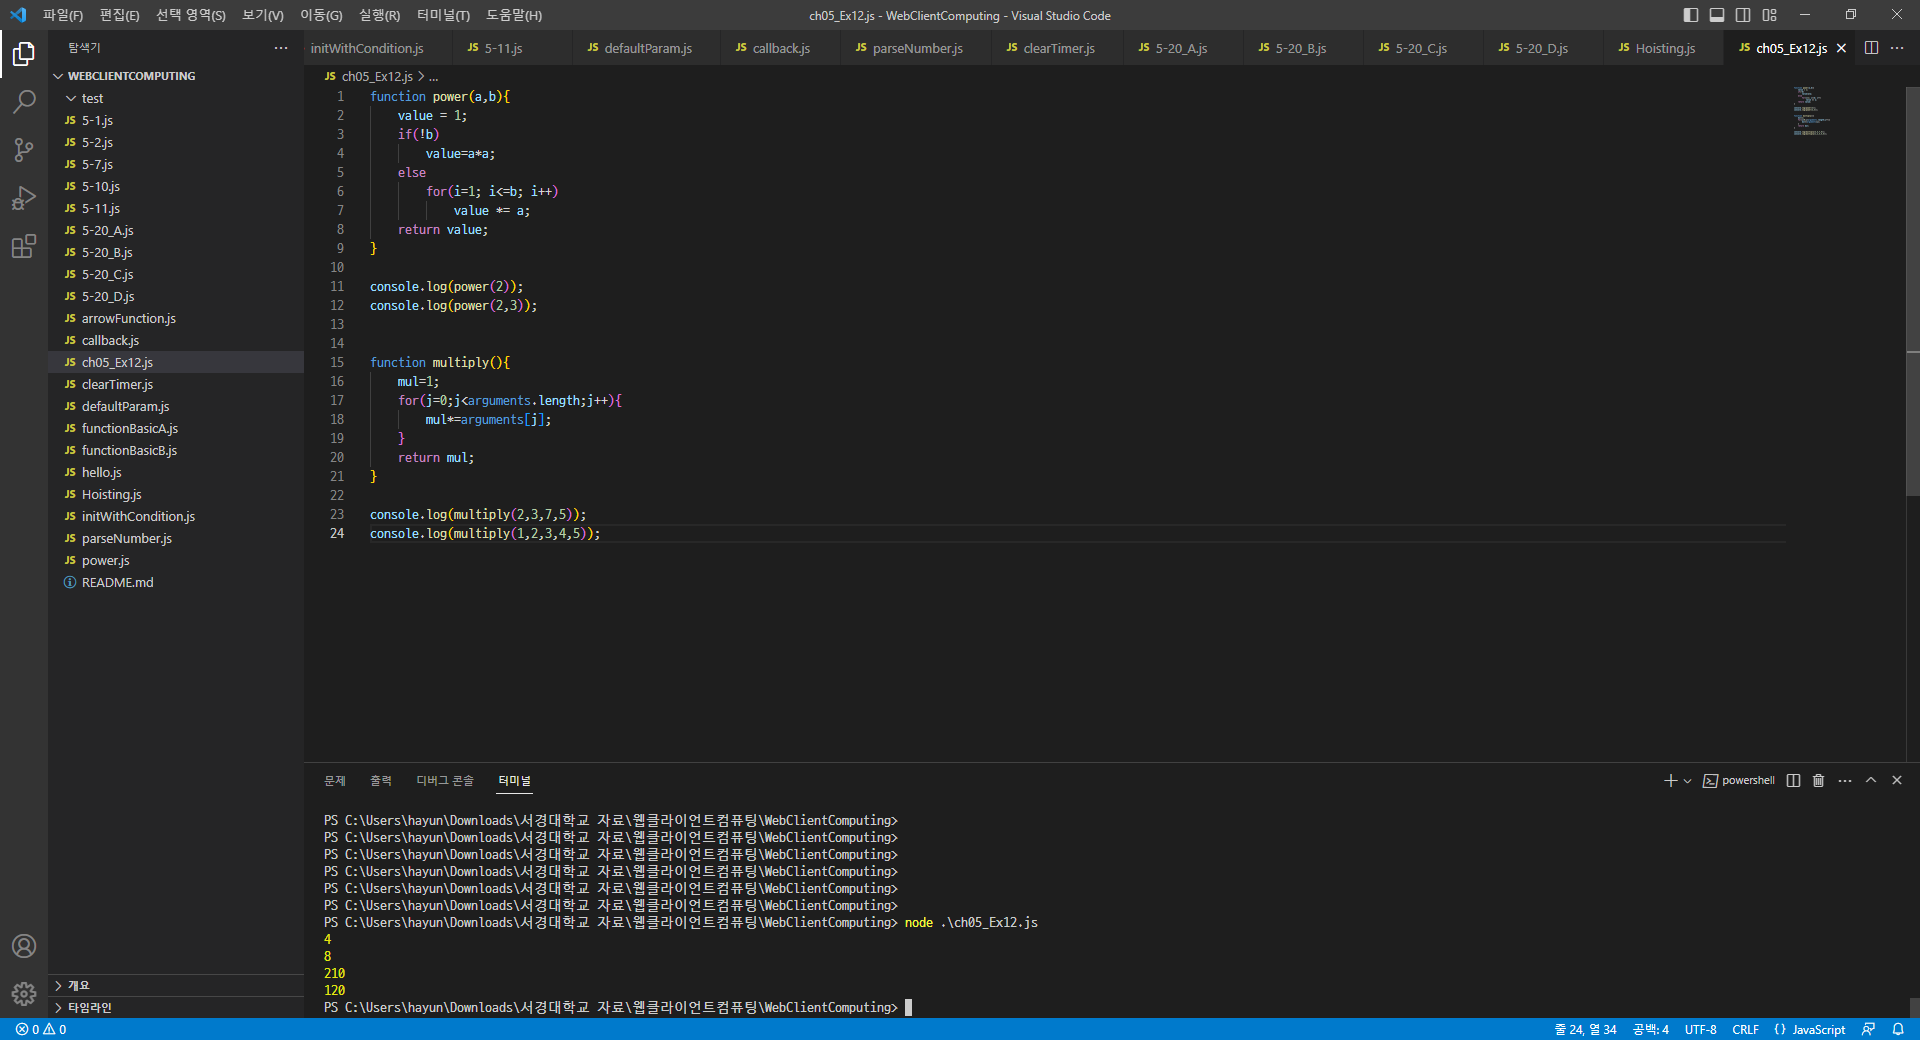 파일(F) 편집(E) 선택 영역(S) 보기(V) 이동(G) 실행(R) 터미널(T) 도움말(H) ch05_Ex12.js - WebClientComputing - Visual Studio Code
탐색기
initWithCondition.js JS 5-11.js JS defaultParam.js JS callback.js JS parseNumber.js JS clearTimer.js JS 5-20_A.js JS 5-20_B.js JS 5-20_C.js JS 5-20_D.js JS Hoisting.js JS ch05_Ex12.js
WEBCLIENTCOMPUTING
test
JS 5-1.js
JS 5-2.js
JS 5-7.js
JS 5-10.js
JS 5-11.js
JS 5-20_A.js
JS 5-20_B.js
JS 5-20_C.js
JS 5-20_D.js
JS arrowFunction.js
JS callback.js
JS ch05_Ex12.js
JS clearTimer.js
JS defaultParam.js
JS functionBasicA.js
JS functionBasicB.js
JS hello.js
JS Hoisting.js
JS initWithCondition.js
JS parseNumber.js
JS power.js
README.md
개요
타임라인
JS ch05_Ex12.js > ...
1 function power(a,b){
2 value = 1;
3 if(!b)
4 value=a*a;
5 else
6 for(i=1; i<=b; i++)
7 value *= a;
8 return value;
9 }
10
11 console.log(power(2));
12 console.log(power(2,3));
13
14
15 function multiply(){
16 mul=1;
17 for(j=0;j<arguments.length;j++){
18 mul*=arguments[j];
19 }
20 return mul;
21 }
22
23 console.log(multiply(2,3,7,5));
24 console.log(multiply(1,2,3,4,5));
문제 출력 디버그 콘솔 터미널 powershell
PS C:\Users\hayun\Downloads\서경대학교 자료\웹클라이언트컴퓨팅\WebClientComputing>
PS C:\Users\hayun\Downloads\서경대학교 자료\웹클라이언트컴퓨팅\WebClientComputing>
PS C:\Users\hayun\Downloads\서경대학교 자료\웹클라이언트컴퓨팅\WebClientComputing>
PS C:\Users\hayun\Downloads\서경대학교 자료\웹클라이언트컴퓨팅\WebClientComputing>
PS C:\Users\hayun\Downloads\서경대학교 자료\웹클라이언트컴퓨팅\WebClientComputing>
PS C:\Users\hayun\Downloads\서경대학교 자료\웹클라이언트컴퓨팅\WebClientComputing>
PS C:\Users\hayun\Downloads\서경대학교 자료\웹클라이언트컴퓨팅\WebClientComputing> node .\ch05_Ex12.js
4
8
210
120
PS C:\Users\hayun\Downloads\서경대학교 자료\웹클라이언트컴퓨팅\WebClientComputing>
0 0 줄 24, 열 34 공백: 4 UTF-8 CRLF {} JavaScript